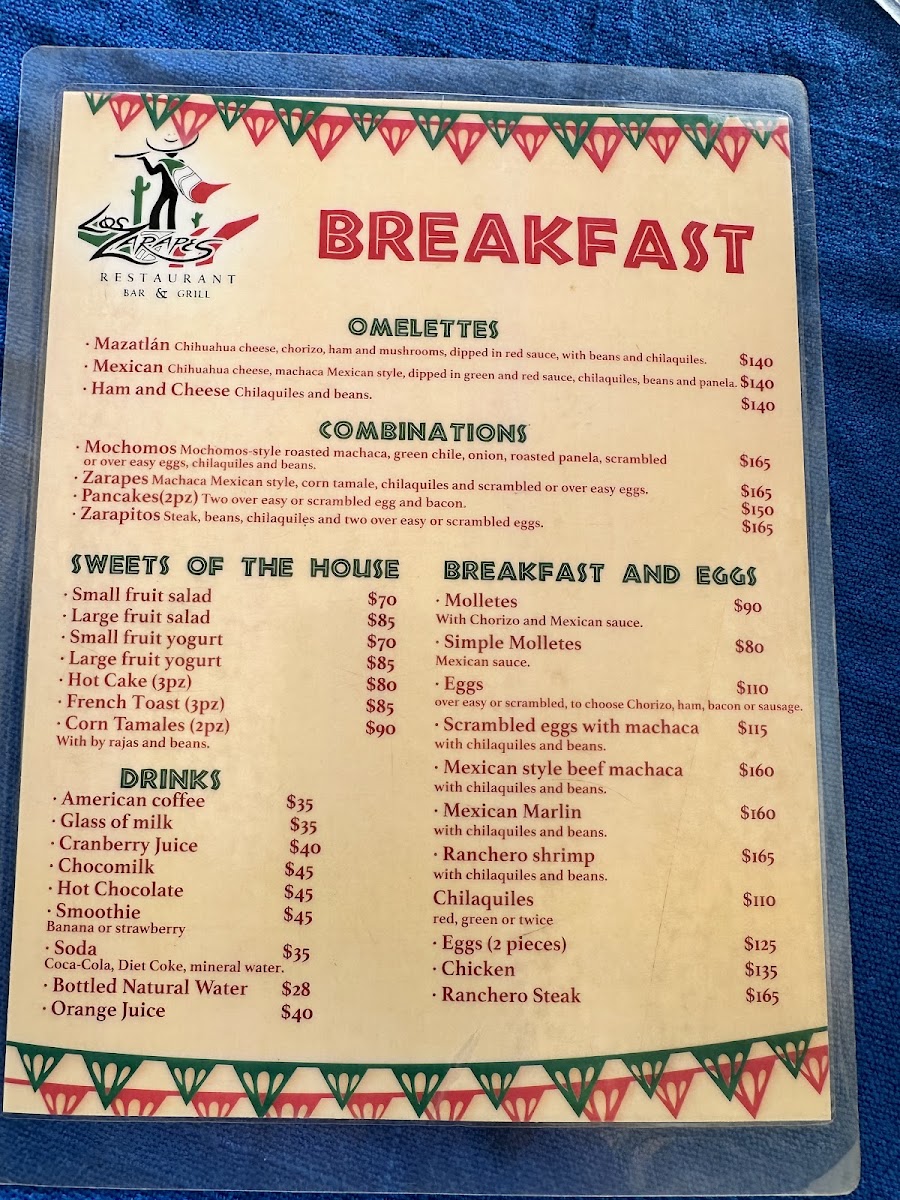 Los Zarapes
RESTAURANT
BAR & GRILL
BREAKFAST
OMELETTES
· Mazatlán Chihuahua cheese, chorizo, ham and mushrooms, dipped in red sauce, with beans and chilaquiles. $140
· Mexican Chihuahua cheese, machaca Mexican style, dipped in green and red sauce, chilaquiles, beans and panela. $140
· Ham and Cheese Chilaquiles and beans. $140
COMBINATIONS
· Mochomos Mochomos-style roasted machaca, green chile, onion, roasted panela, scrambled $165
or over easy eggs, chilaquiles and beans.
· Zarapes Machaca Mexican style, corn tamale, chilaquiles and scrambled or over easy eggs. $165
· Pancakes(2pz) Two over easy or scrambled egg and bacon. $150
· Zarapitos Steak, beans, chilaquiles and two over easy or scrambled eggs. $165
SWEETS OF THE HOUSE
· Small fruit salad $70
· Large fruit salad $85
· Small fruit yogurt $70
· Large fruit yogurt $85
· Hot Cake (3pz) $80
· French Toast (3pz) $85
· Corn Tamales (2pz) $90
With by rajas and beans.
DRINKS
· American coffee $35
· Glass of milk $35
· Cranberry Juice $40
· Chocomilk $45
· Hot Chocolate $45
· Smoothie $45
Banana or strawberry
· Soda $35
Coca-Cola, Diet Coke, mineral water.
· Bottled Natural Water $28
· Orange Juice $40
BREAKFAST AND EGGS
· Molletes $90
With Chorizo and Mexican sauce.
· Simple Molletes $80
Mexican sauce.
· Eggs $110
over easy or scrambled, to choose Chorizo, ham, bacon or sausage.
· Scrambled eggs with machaca $115
with chilaquiles and beans.
· Mexican style beef machaca $160
with chilaquiles and beans.
· Mexican Marlin $160
with chilaquiles and beans.
· Ranchero shrimp $165
with chilaquiles and beans.
Chilaquiles $110
red, green or twice
· Eggs (2 pieces) $125
· Chicken $135
· Ranchero Steak $165